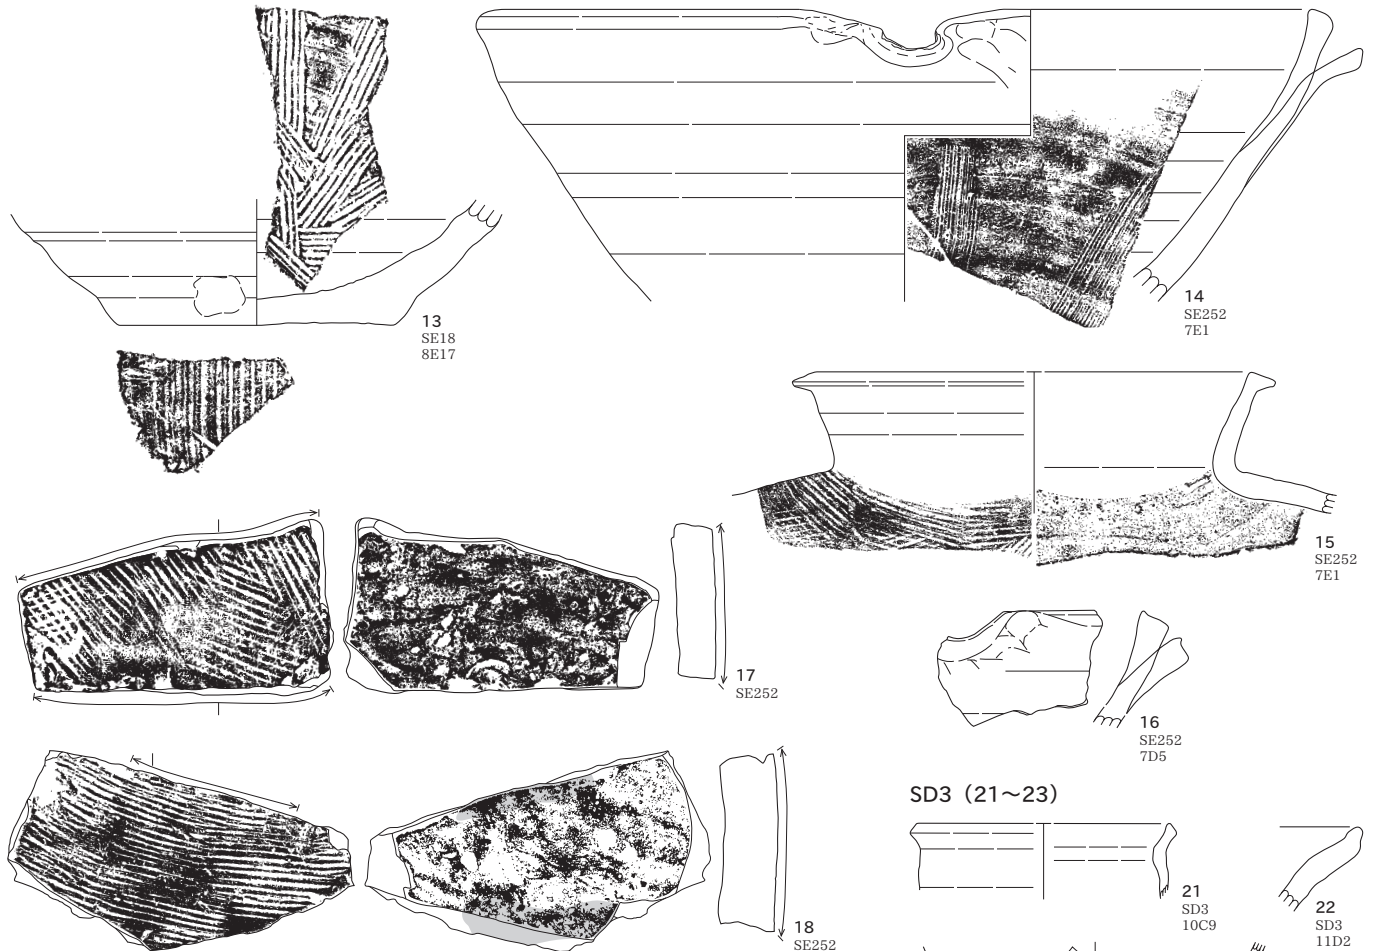 13
SE18
8E17
14
SE252
7E1
15
SE252
7E1
16
SE252
7D5
17
SE252
18
SE252
SD3（21～23）
21
SD3
10C9
22
SD3
11D2